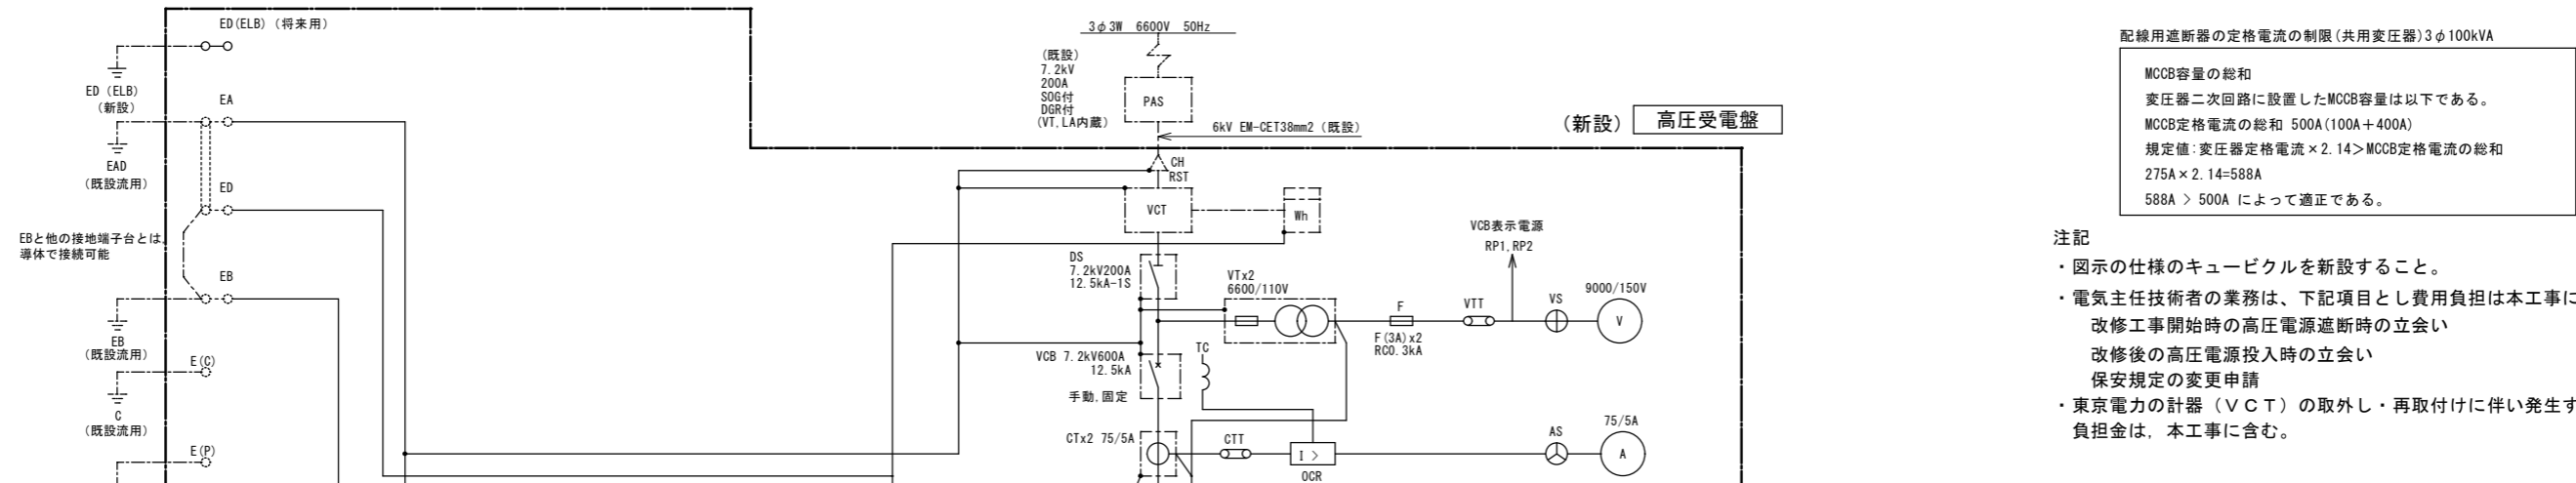 ED(ELB) (将来用)
ED (ELB)
(新設)
EA
EAD
(既設流用)
ED
EBと他の接地端子台とは、
導体で接続可能
EB
EB
(既設流用)
E(C)
C
(既設流用)
E(P)
3φ3W 6600V 50Hz
(既設)
7.2kV
200A
SOG付
DGR付
(VT,LA内蔵)
PAS
6kV EM-CET38mm2 (既設)
(新設) 高圧受電盤
CH
RST
VCT
Wh
DS
7.2kV200A
12.5kA-1S
VTx2
6600/110V
VCB表示電源
RP1,RP2
F
F(3A)x2
RC0.3kA
VTT
VS
9000/150V
V
VCB 7.2kV600A
12.5kA
手動,固定
TC
CTx2 75/5A
CTT
I >
OCR
AS
75/5A
A
配線用遮断器の定格電流の制限(共用変圧器)3φ100kVA
MCCB容量の総和
変圧器二次回路に設置したMCCB容量は以下である。
MCCB定格電流の総和 500A(100A+400A)
規定値:変圧器定格電流×2.14>MCCB定格電流の総和
275A×2.14=588A
588A > 500A によって適正である。
注記
・図示の仕様のキュービクルを新設すること。
・電気主任技術者の業務は、下記項目とし費用負担は本工事に
改修工事開始時の高圧電源遮断時の立会い
改修後の高圧電源投入時の立会い
保安規定の変更申請
・東京電力の計器(VCT)の取外し・再取付けに伴い発生す
負担金は, 本工事に含む。